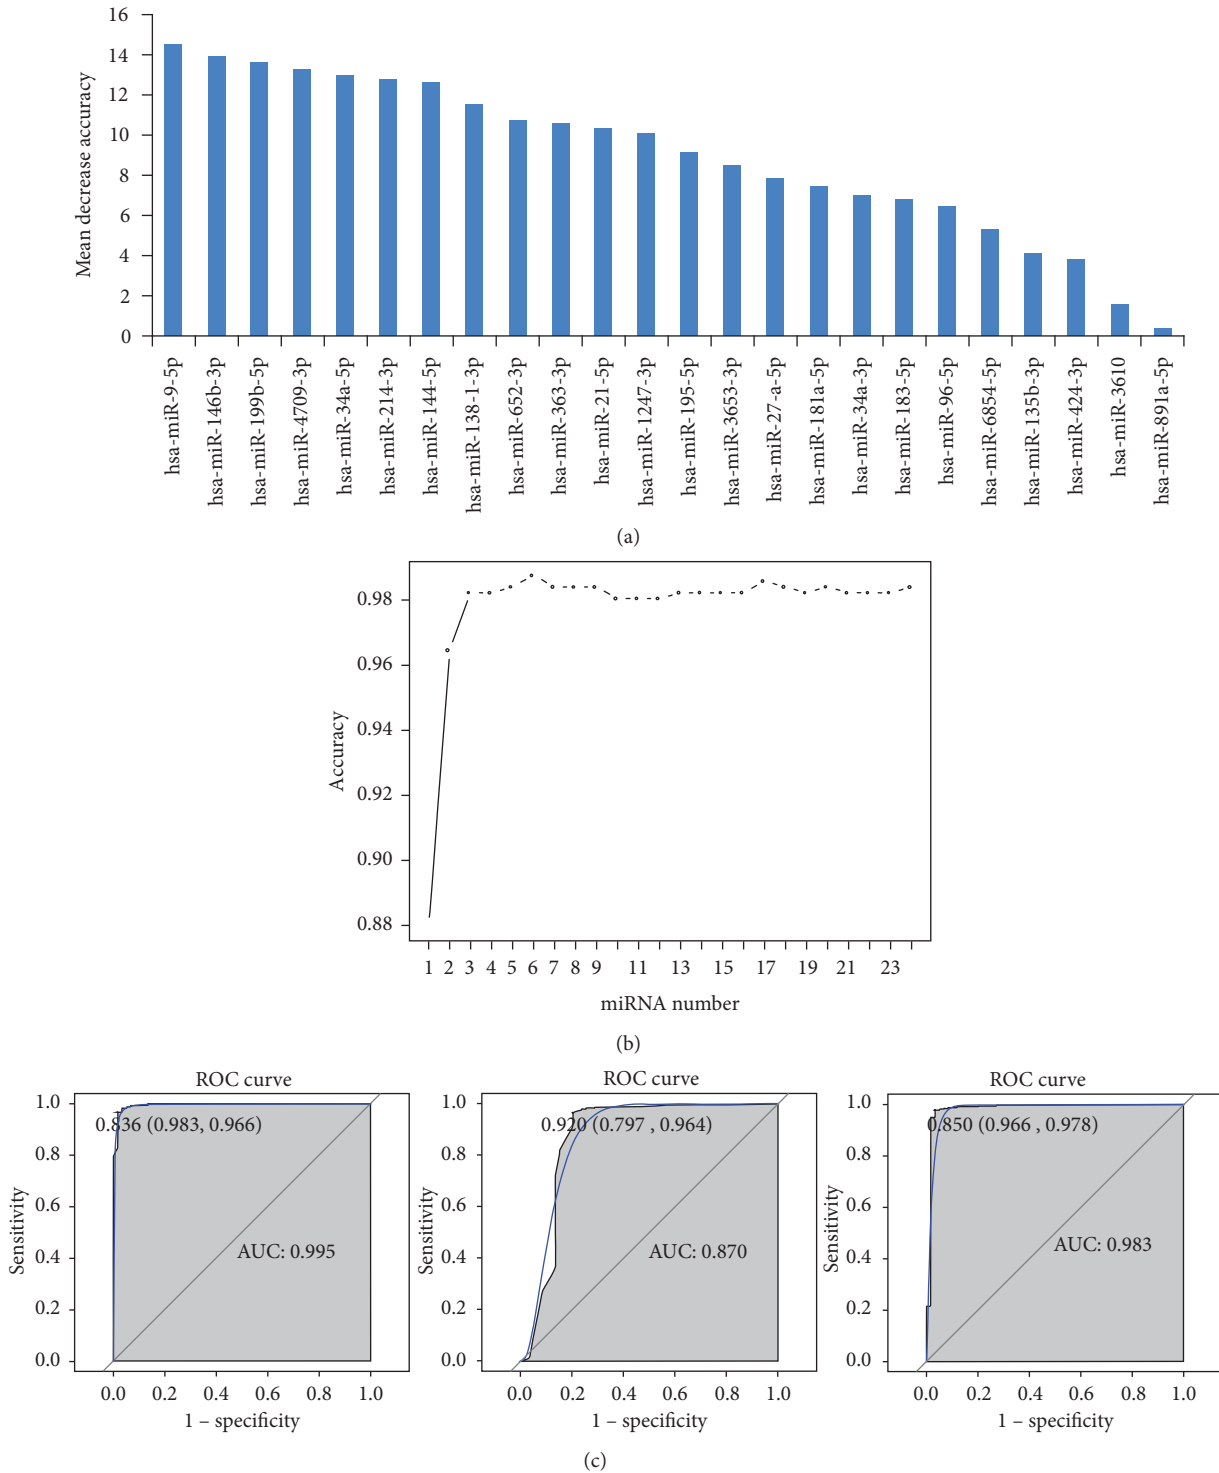 Mean decrease accuracy
16
14
12
10
8
6
4
2
0
hsa-miR-9-5p
hsa-miR-146b-3p
hsa-miR-199b-5p
hsa-miR-4709-3p
hsa-miR-34a-5p
hsa-miR-214-3p
hsa-miR-144-5p
hsa-miR-138-1-3p
hsa-miR-652-3p
hsa-miR-363-3p
hsa-miR-21-5p
hsa-miR-1247-3p
hsa-miR-195-5p
hsa-miR-3653-3p
hsa-miR-27-a-5p
hsa-miR-181a-5p
hsa-miR-34a-3p
hsa-miR-183-5p
hsa-miR-96-5p
hsa-miR-6854-5p
hsa-miR-135b-3p
hsa-miR-424-3p
hsa-miR-3610
hsa-miR-891a-5p
(a)
Accuracy
0.98
0.96
0.94
0.92
0.90
0.88
1 2 3 4 5 6 7 8 9 11 13 15 17 19 21 23
miRNA number
(b)
ROC curve
Sensitivity
1.0
0.8
0.6
0.4
0.2
0.0
0.836 (0.983, 0.966)
AUC: 0.995
0.0 0.2 0.4 0.6 0.8 1.0
1 – specificity
ROC curve
Sensitivity
1.0
0.8
0.6
0.4
0.2
0.0
0.920 (0.797 , 0.964)
AUC: 0.870
0.0 0.2 0.4 0.6 0.8 1.0
1 – specificity
ROC curve
Sensitivity
1.0
0.8
0.6
0.4
0.2
0.0
0.850 (0.966 , 0.978)
AUC: 0.983
0.0 0.2 0.4 0.6 0.8 1.0
1 – specificity
(c)